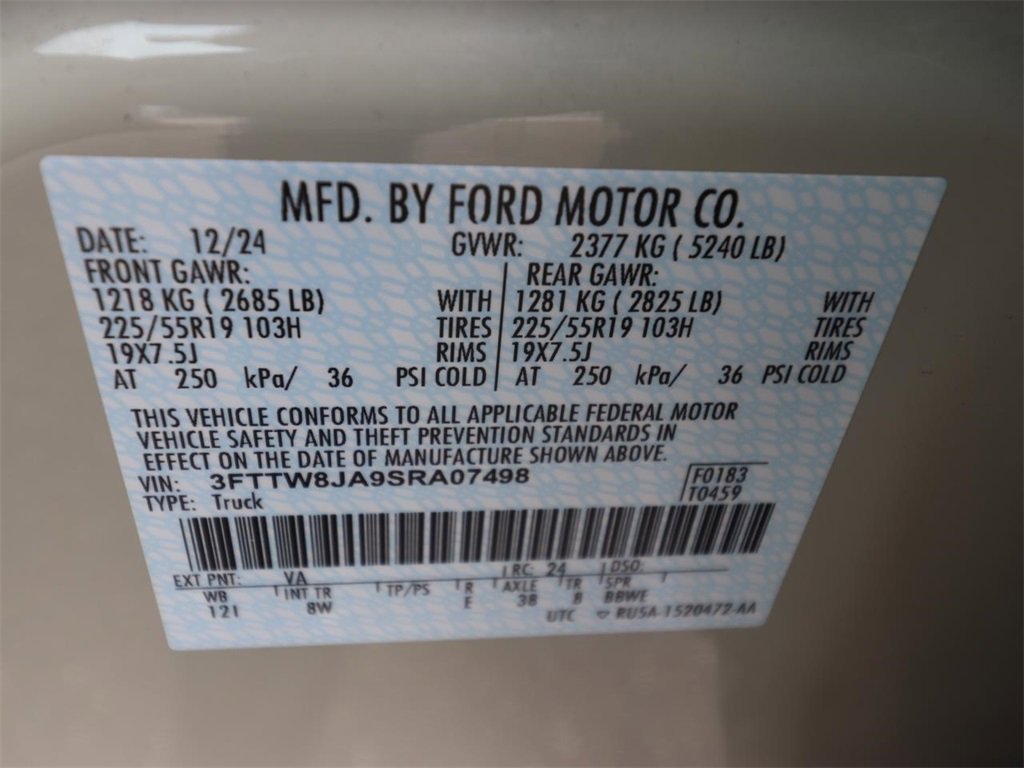 MFD. BY FORD MOTOR CO.
DATE: 12/24 GVWR: 2377 KG ( 5240 LB)
FRONT GAWR: REAR GAWR:
1218 KG ( 2685 LB) WITH 1281 KG ( 2825 LB) WITH
225/55R19 103H TIRES 225/55R19 103H TIRES
19X7.5J RIMS 19X7.5J RIMS
AT 250 kPa/ 36 PSI COLD AT 250 kPa/ 36 PSI COLD
THIS VEHICLE CONFORMS TO ALL APPLICABLE FEDERAL MOTOR
VEHICLE SAFETY AND THEFT PREVENTION STANDARDS IN
EFFECT ON THE DATE OF MANUFACTURE SHOWN ABOVE.
VIN: 3FTTW8JA9SRA07498 F0183
TYPE: Truck T0459
EXT PNT: VA RC: 24 DSO:
WB INT TR TP/PS R AXLE TR SPR
121 8W E 38 8 BBWE
UTC RU5A-1520472-AA